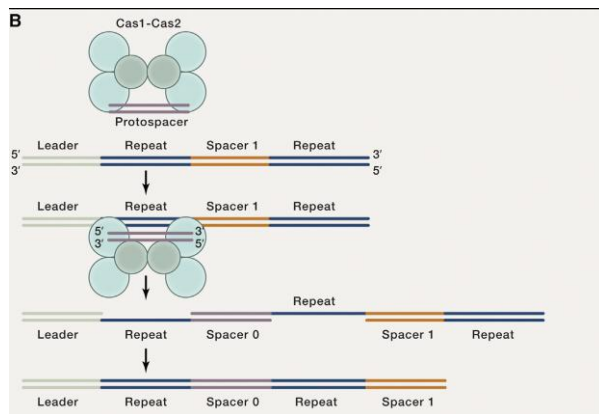 B
Cas1-Cas2
Protospacer
Leader Repeat Spacer 1 Repeat
5′ 3′
3′ 5′
Leader Repeat Spacer 1 Repeat
5′ 3′
3′ 5′
Repeat
Leader Repeat Spacer 0 Spacer 1 Repeat
Leader Repeat Spacer 0 Repeat Spacer 1